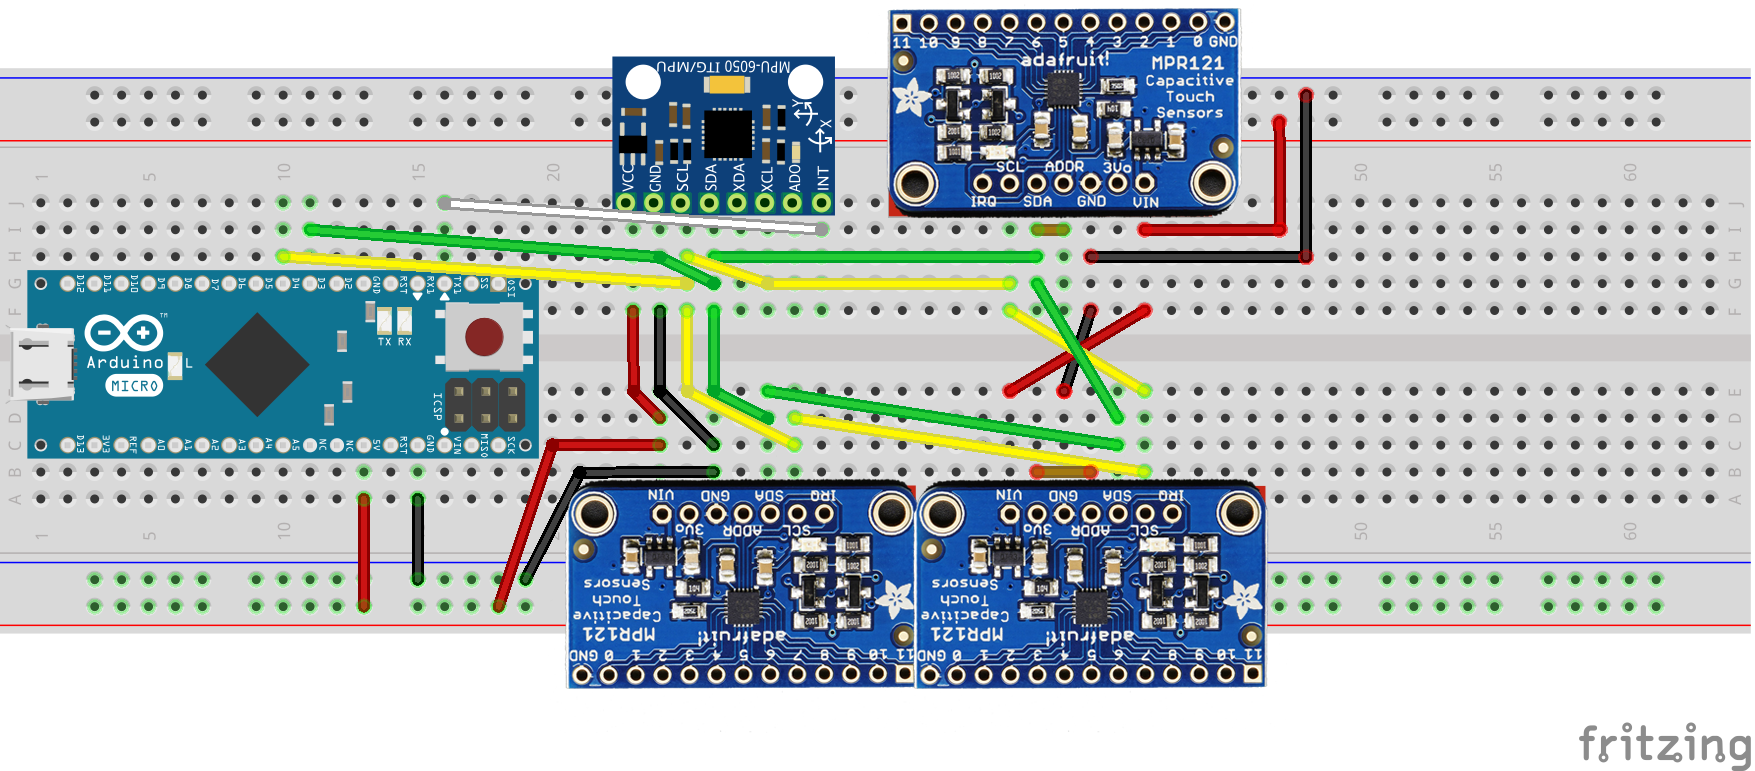 MPU-6050 ITG/MPU
Y
X
VCC GND SCL SDA XDA XCL ADO INT
11 10 9 8 7 6 5 4 3 2 1 0 GND
adafruit!
MPR121
Capacitive
Touch
Sensors
SCL ADDR 3Vo
IRQ SDA GND VIN
1 5 10 15 20 50 55 60
J J
I I
H H
G G
F F
D12 D11 D10 D9 D8 D7 D6 D5 D4 D3 D2 GND RST RX1 TX1 SS MOSI
TM
Arduino
MICRO
L
TX RX
ICSP
D13 3V3 REF A0 A1 A2 A3 A4 A5 NC NC 5V RST GND VIN MISO SCK
E E
D D
C C
B B
A A
1 5 10 50 55 60
VIN GND SDA IRQ
3Vo ADDR SCL
Sensors
Touch
Capacitive
MPR121
adafruit!
GND 0 1 2 3 4 5 6 7 8 9 10 11
VIN GND SDA IRQ
3Vo ADDR SCL
Sensors
Touch
Capacitive
MPR121
adafruit!
GND 0 1 2 3 4 5 6 7 8 9 10 11
fritzing